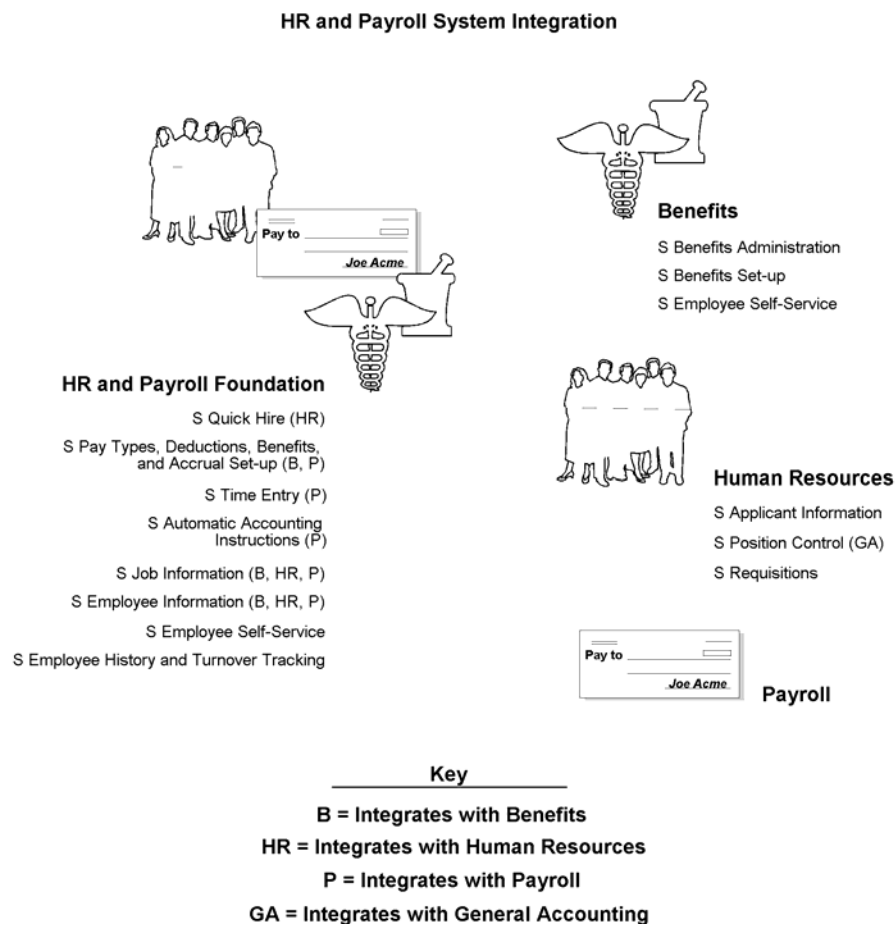 HR and Payroll System Integration
Pay to
Joe Acme
HR and Payroll Foundation
S Quick Hire (HR)
S Pay Types, Deductions, Benefits,
and Accrual Set-up (B, P)
S Time Entry (P)
S Automatic Accounting
Instructions (P)
S Job Information (B, HR, P)
S Employee Information (B, HR, P)
S Employee Self-Service
S Employee History and Turnover Tracking
Benefits
S Benefits Administration
S Benefits Set-up
S Employee Self-Service
Human Resources
S Applicant Information
S Position Control (GA)
S Requisitions
Pay to
Joe Acme
Payroll
Key
B = Integrates with Benefits
HR = Integrates with Human Resources
P = Integrates with Payroll
GA = Integrates with General Accounting